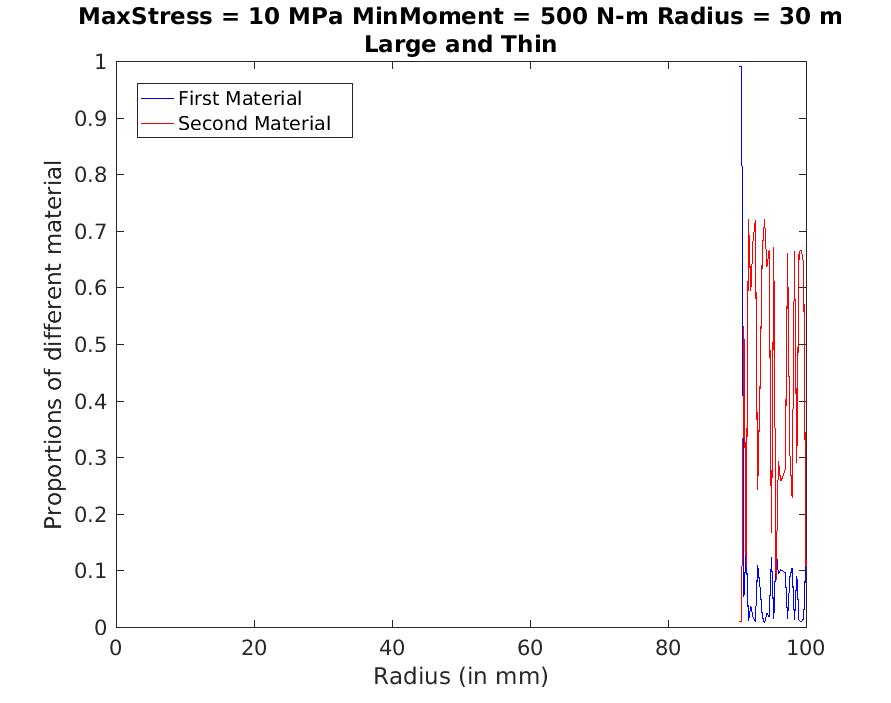 MaxStress = 10 MPa MinMoment = 500 N-m Radius = 30 m
Large and Thin
1
First Material
Second Material
0.9
0.8
0.7
0.6
0.5
0.4
0.3
0.2
0.1
0
Proportions of different material
0
20
40
60
80
100
Radius (in mm)